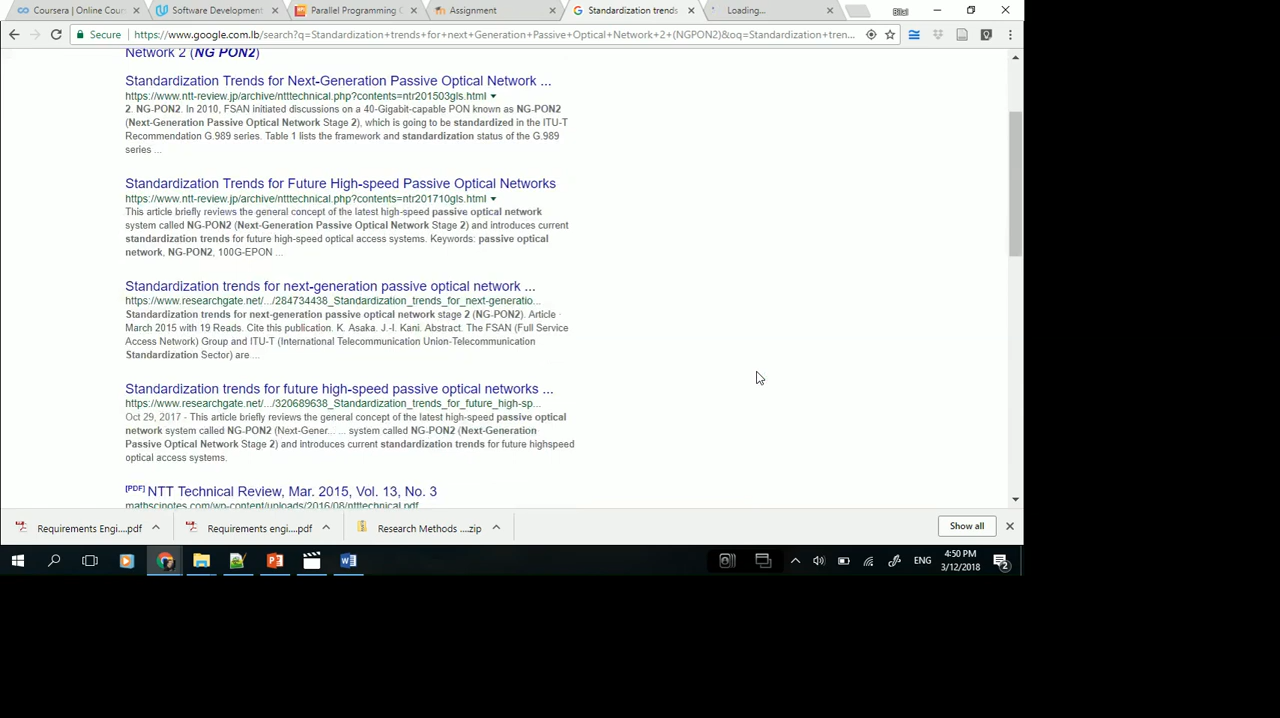 Coursera | Online Cour
Software Development
Parallel Programming C
Assignment
Standardization trends
Loading...
Bilal
Secure
https://www.google.com.lb/search?q=Standardization+trends+for+next+Generation+Passive+Optical+Network+2+(NGPON2)&oq=Standardization+tren...
Network 2 (NG PON2)
Standardization Trends for Next-Generation Passive Optical Network ...
https://www.ntt-review.jp/archive/ntttechnical.php?contents=ntr201503gls.html
2. NG-PON2. In 2010, FSAN initiated discussions on a 40-Gigabit-capable PON known as NG-PON2
(Next-Generation Passive Optical Network Stage 2), which is going to be standardized in the ITU-T
Recommendation G.989 series. Table 1 lists the framework and standardization status of the G.989
series ...
Standardization Trends for Future High-speed Passive Optical Networks
https://www.ntt-review.jp/archive/ntttechnical.php?contents=ntr201710gls.html
This article briefly reviews the general concept of the latest high-speed passive optical network
system called NG-PON2 (Next-Generation Passive Optical Network Stage 2) and introduces current
standardization trends for future high-speed optical access systems. Keywords: passive optical
network, NG-PON2, 100G-EPON ...
Standardization trends for next-generation passive optical network ...
https://www.researchgate.net/.../284734438_Standardization_trends_for_next-generatio...
Standardization trends for next-generation passive optical network stage 2 (NG-PON2). Article ·
March 2015 with 19 Reads. Cite this publication. K. Asaka. J.-I. Kani. Abstract. The FSAN (Full Service
Access Network) Group and ITU-T (International Telecommunication Union-Telecommunication
Standardization Sector) are ...
Standardization trends for future high-speed passive optical networks ...
https://www.researchgate.net/.../320689638_Standardization_trends_for_future_high-sp...
Oct 29, 2017 - This article briefly reviews the general concept of the latest high-speed passive optical
network system called NG-PON2 (Next-Gener... ... system called NG-PON2 (Next-Generation
Passive Optical Network Stage 2) and introduces current standardization trends for future highspeed
optical access systems.
[PDF] NTT Technical Review, Mar. 2015, Vol. 13, No. 3
mathscinotes.com/wp-content/uploads/2016/08/ntttechnical.pdf
Requirements Engi....pdf
Requirements engi....pdf
Research Methods ....zip
Show all
ENG
4:50 PM
3/12/2018
2